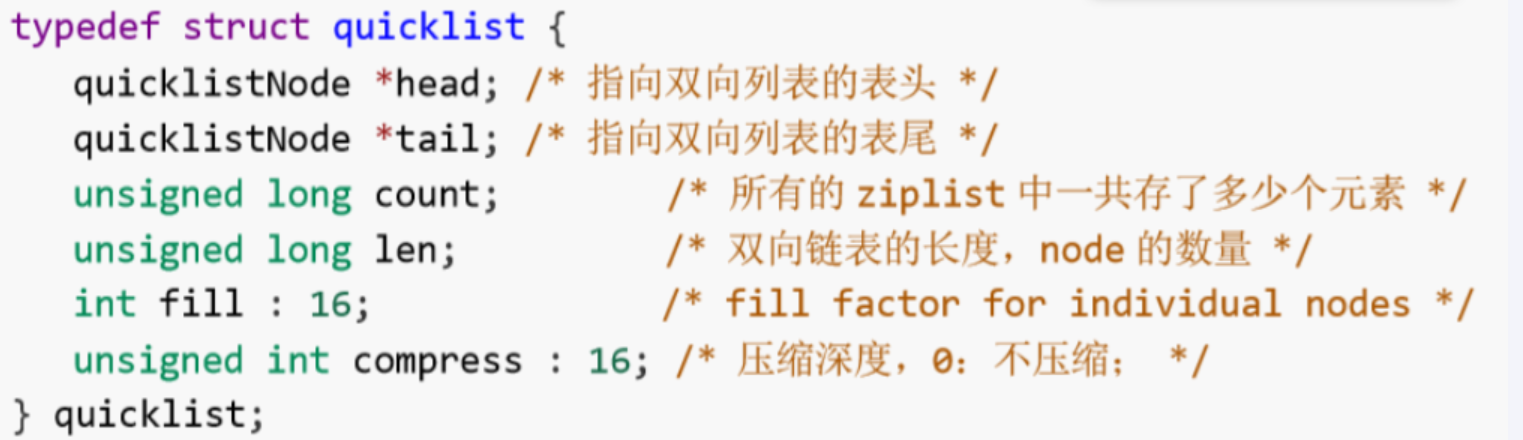 typedef struct quicklist {
quicklistNode *head; /* 指向双向列表的表头 */
quicklistNode *tail; /* 指向双向列表的表尾 */
unsigned long count; /* 所有的 ziplist 中一共存了多少个元素 */
unsigned long len; /* 双向链表的长度，node 的数量 */
int fill : 16; /* fill factor for individual nodes */
unsigned int compress : 16; /* 压缩深度，0：不压缩； */
} quicklist;